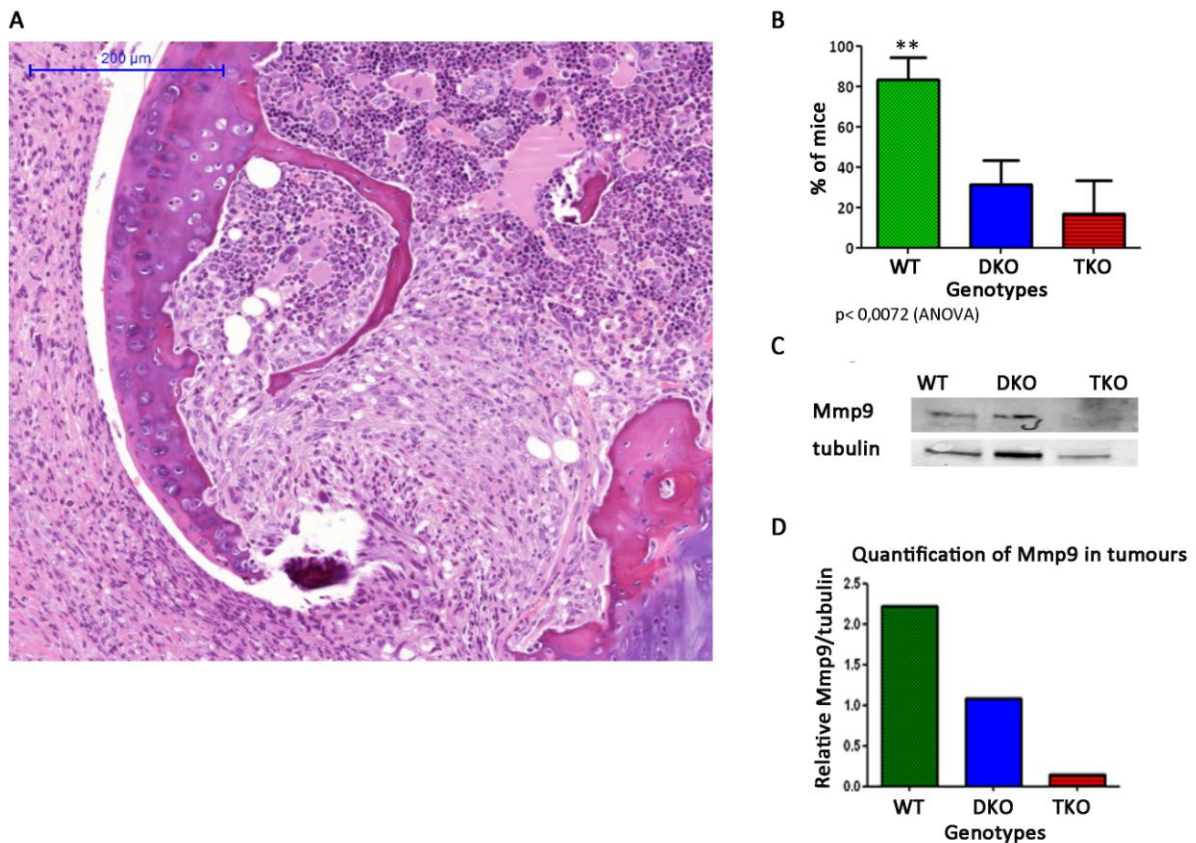 A
200 µm
B
**
% of mice
100
80
60
40
20
0
WT DKO TKO
Genotypes
p< 0,0072 (ANOVA)
C
WT DKO TKO
Mmp9
tubulin
D
Quantification of Mmp9 in tumours
Relative Mmp9/tubulin
2.5
2.0
1.5
1.0
0.5
0.0
WT DKO TKO
Genotypes